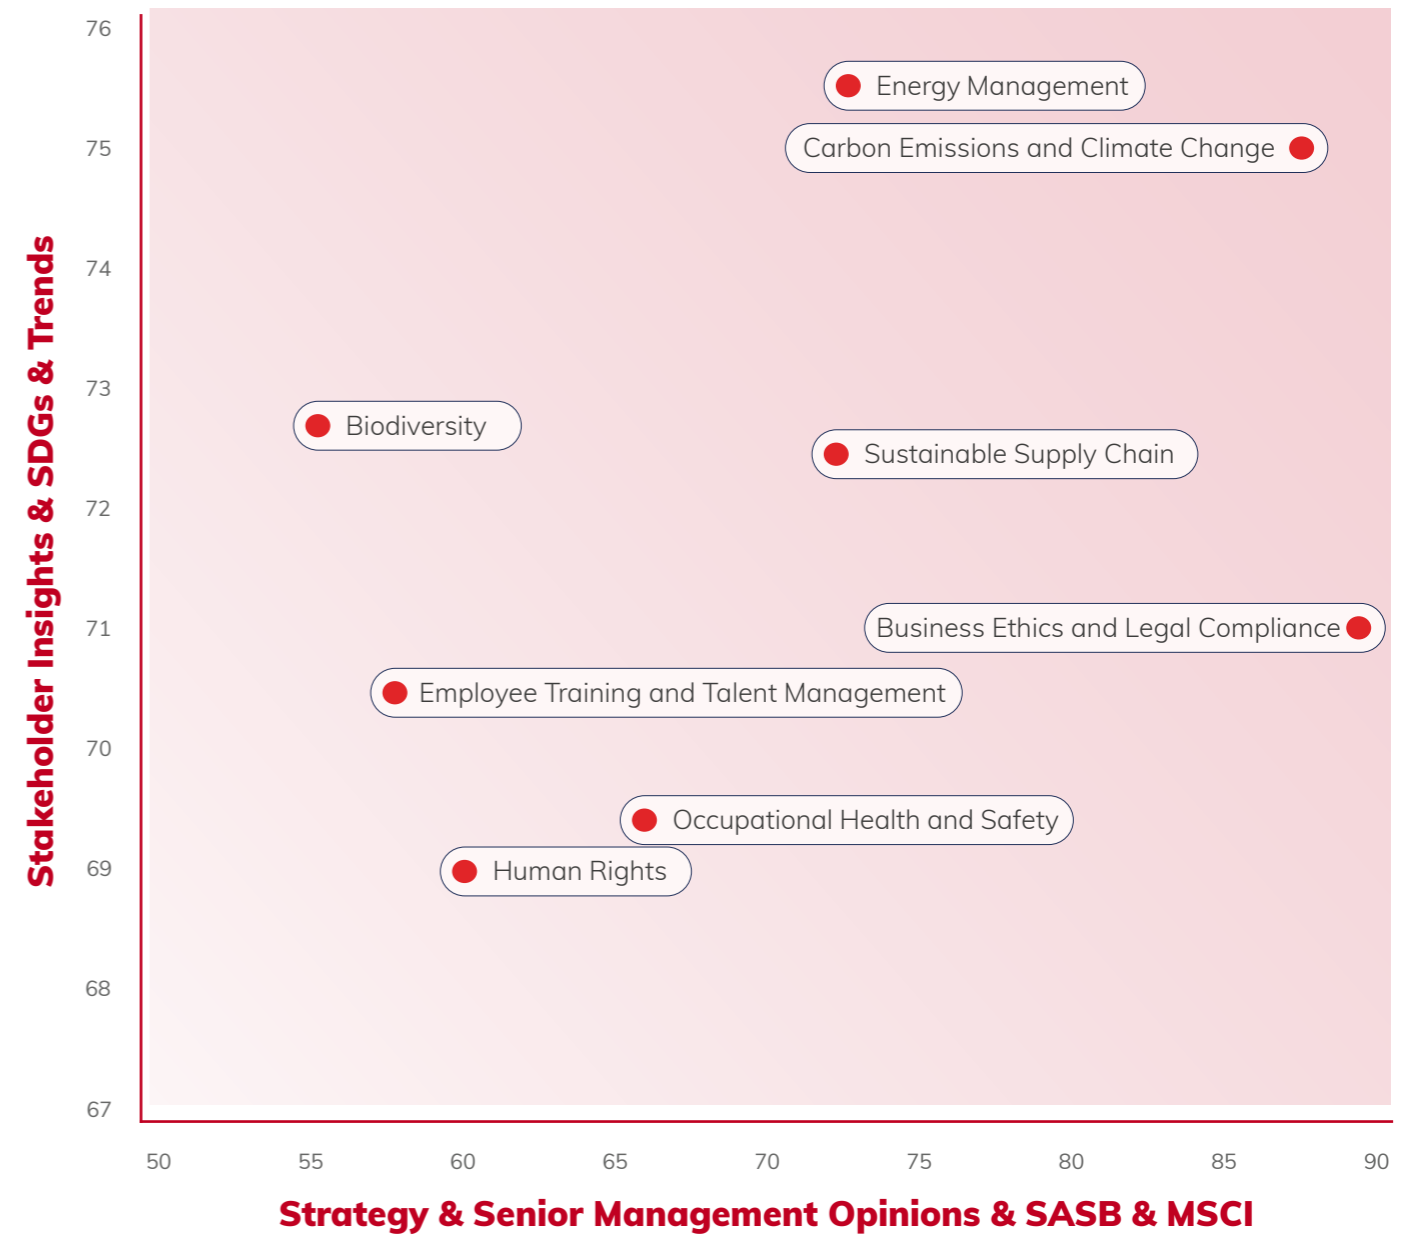 76
Energy Management
75
Carbon Emissions and Climate Change
74
73
Biodiversity
Sustainable Supply Chain
72
71
Business Ethics and Legal Compliance
Employee Training and Talent Management
70
Occupational Health and Safety
69
Human Rights
68
67
Stakeholder Insights & SDGs & Trends
50 55 60 65 70 75 80 85 90
Strategy & Senior Management Opinions & SASB & MSCI